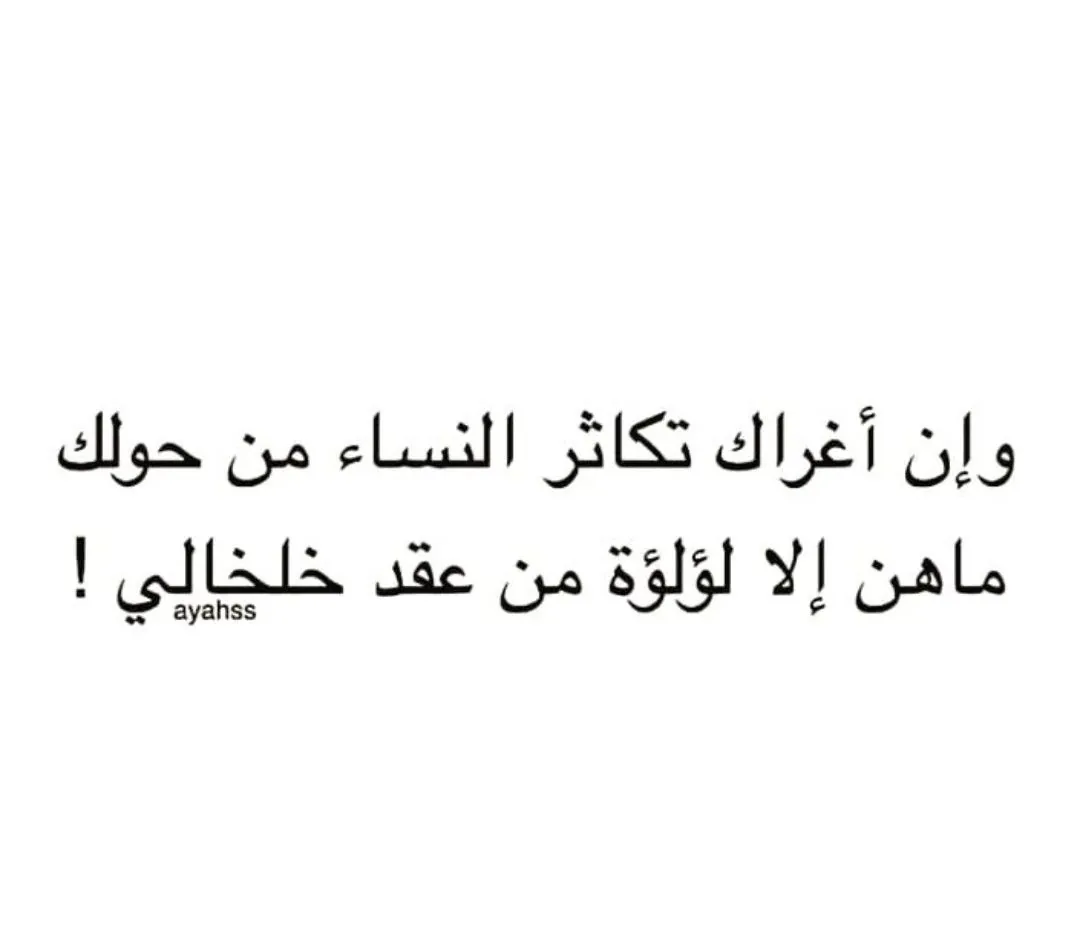 وإن أغراك تكاثر النساء من حولك
ماهن إلا لؤلؤة من عقد خلخالي !
ayahss